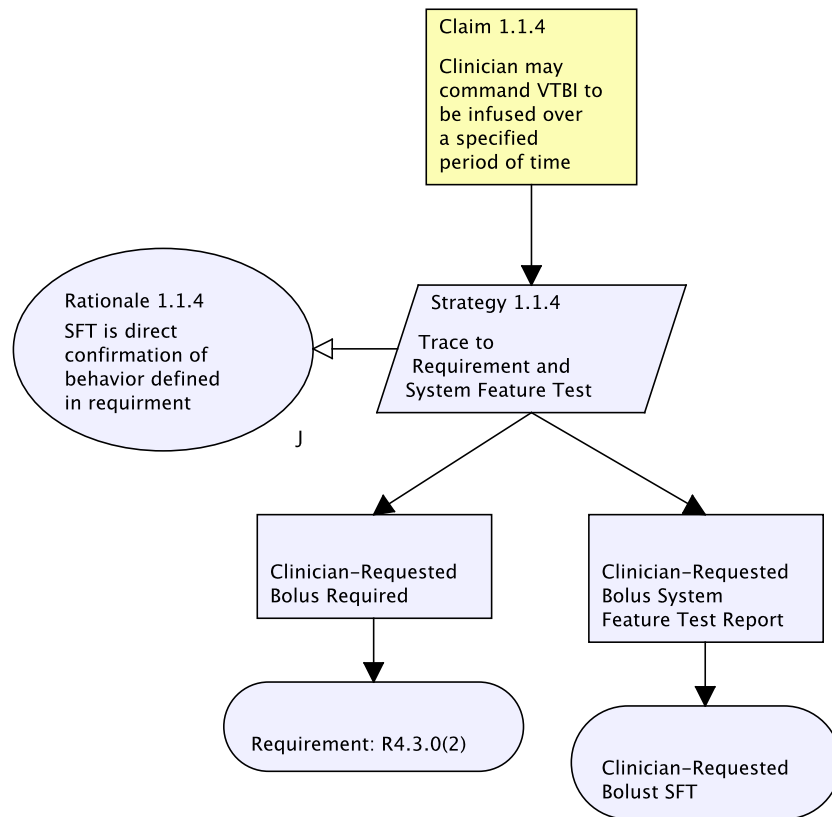 Claim 1.1.4
Clinician may
command VTBI to
be infused over
a specified
period of time
Rationale 1.1.4
SFT is direct
confirmation of
behavior defined
in requirment
J
Strategy 1.1.4
Trace to
Requirement and
System Feature Test
Clinician-Requested
Bolus Required
Clinician-Requested
Bolus System
Feature Test Report
Requirement: R4.3.0(2)
Clinician-Requested
Bolust SFT